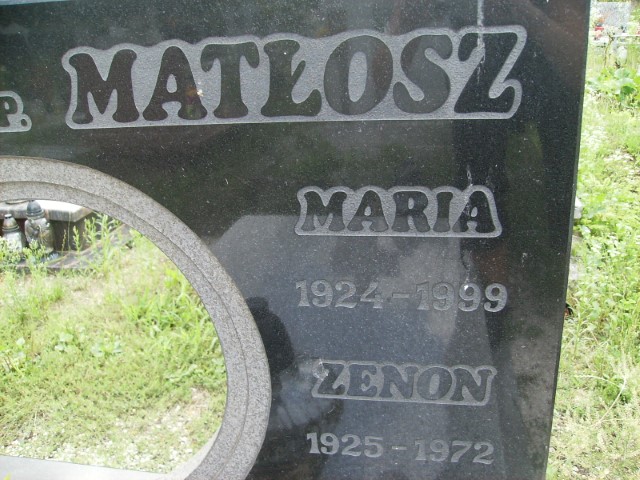 P. MATŁOSZ
MARIA
1924-1999
ZENON
1925-1972